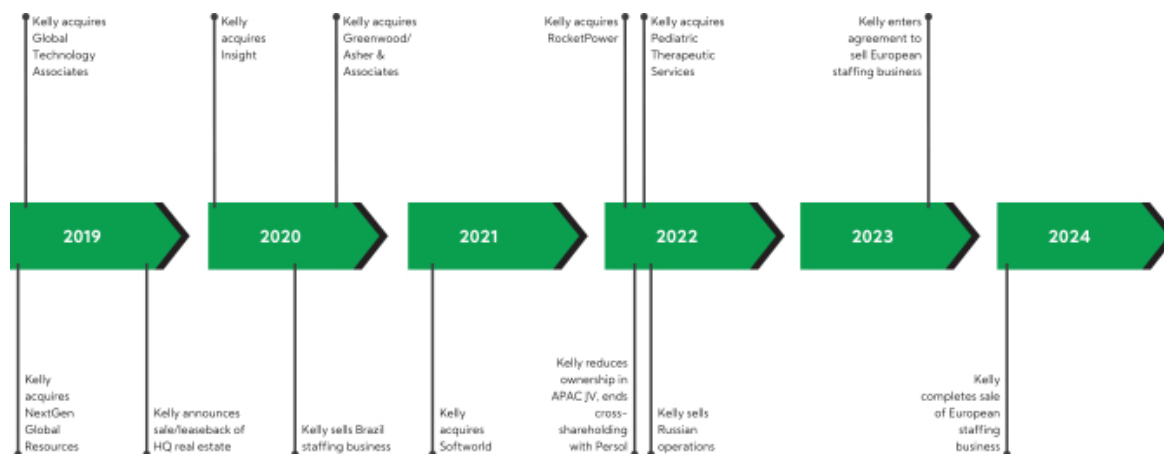 Kelly acquires
Global
Technology
Associates
Kelly
acquires
Insight
Kelly acquires
Greenwood/
Asher &
Associates
Kelly acquires
RocketPower
Kelly acquires
Pediatric
Therapeutic
Services
Kelly enters
agreement to
sell European
staffing business
2019
2020
2021
2022
2023
2024
Kelly
acquires
NextGen
Global
Resources
Kelly announces
sale/leaseback of
HQ real estate
Kelly sells Brazil
staffing business
Kelly
acquires
Softworld
Kelly reduces
ownership in
APAC JV, ends
cross-
shareholding
with Persol
Kelly sells
Russian
operations
Kelly
completes sale
of European
staffing
business